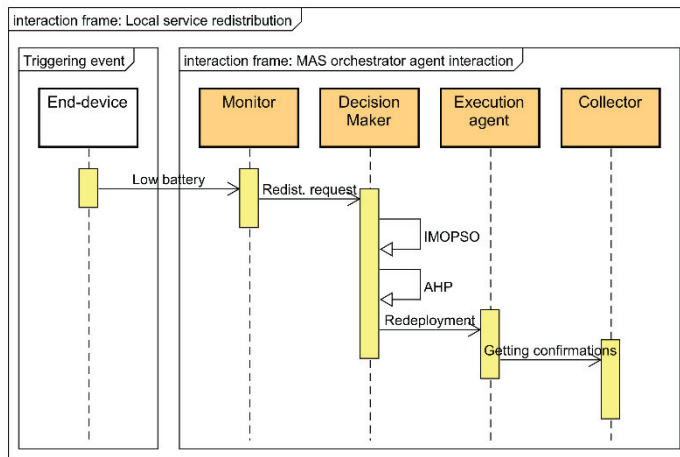 interaction frame: Local service redistribution
Triggering event
interaction frame: MAS orchestrator agent interaction
End-device
Monitor
Decision
Maker
Execution
agent
Collector
Low battery
Redist. request
IMOPSO
AHP
Redeployment
Getting confirmations